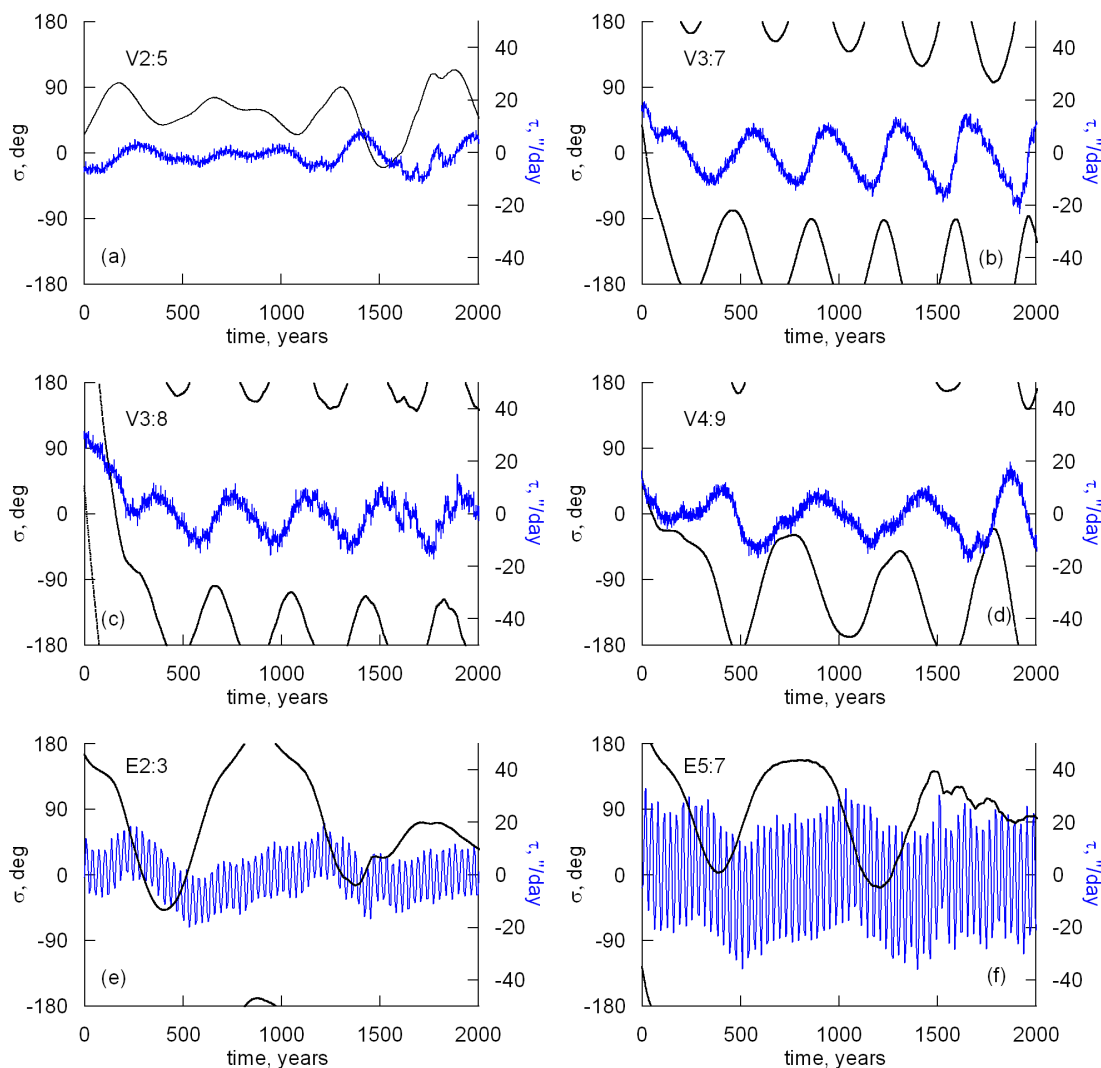 180 180
40 40
V2:5 V3:7
90 90
20 20
σ, deg 0 0 τ, "/day σ, deg 0 0 τ, "/day
-90 -20 -90 -20
(a) (b)
-40 -40
-180 -180
0 500 1000 1500 2000 0 500 1000 1500 2000
time, years time, years
180 180
40 40
V3:8 V4:9
90 90
20 20
σ, deg 0 0 τ, "/day σ, deg 0 0 τ, "/day
-90 -20 -90 -20
(c) (d)
-40 -40
-180 -180
0 500 1000 1500 2000 0 500 1000 1500 2000
time, years time, years
180 180
40 40
E2:3 E5:7
90 90
20 20
σ, deg 0 0 τ, "/day σ, deg 0 0 τ, "/day
-90 -20 -90 -20
(e) (f)
-40 -40
-180 -180
0 500 1000 1500 2000 0 500 1000 1500 2000
time, years time, years